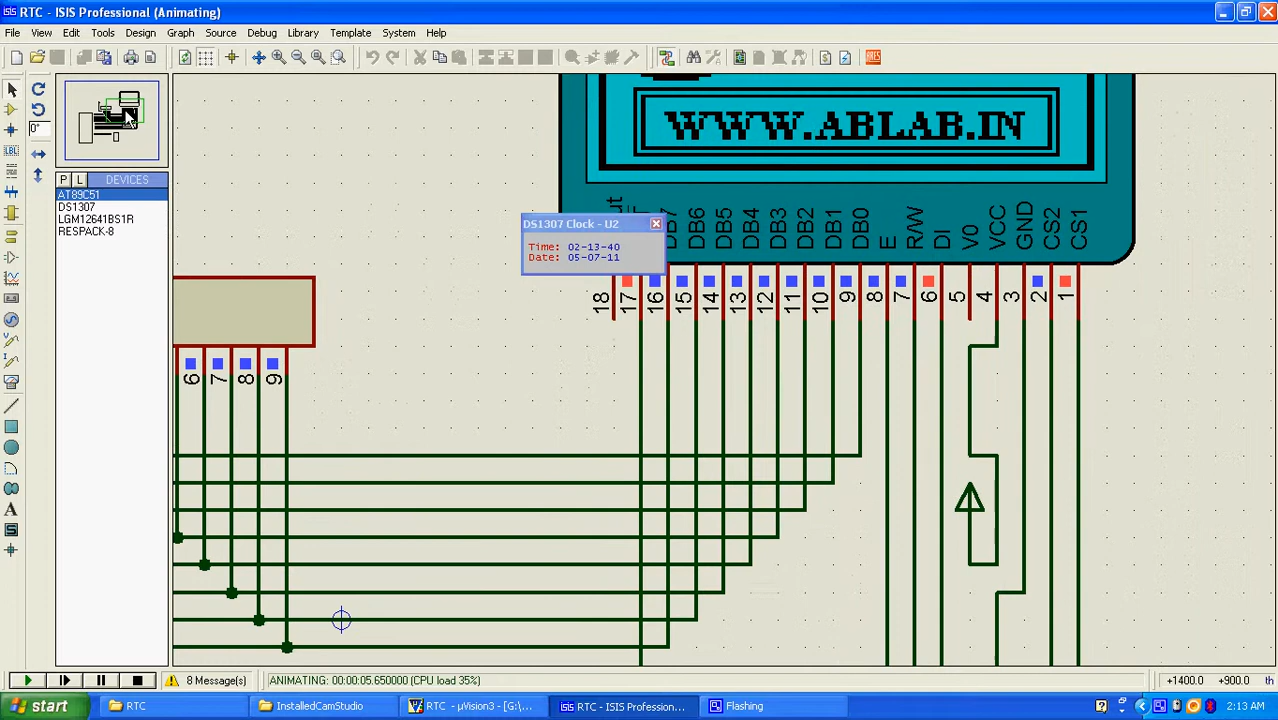 RTC - ISIS Professional (Animating)
File View Edit Tools Design Graph Source Debug Library Template System Help
0°
P L DEVICES
AT89C51
DS1307
LGM12641BS1R
RESPACK-8
WWW.ABLAB.IN
DS1307 Clock - U2
Time: 02-13-40
Date: 05-07-11
DB7 DB6 DB5 DB4 DB3 DB2 DB1 DB0 E R/W DI V0 VCC GND CS2 CS1
18 17 16 15 14 13 12 11 10 9 8 7 6 5 4 3 2 1
6 7 8 9
8 Message(s)
ANIMATING: 00:00:05.650000 (CPU load 35%)
+1400.0 +900.0 th
start RTC InstalledCamStudio RTC - µVision3 - [G:\... RTC - ISIS Profession... Flashing 2:13 AM